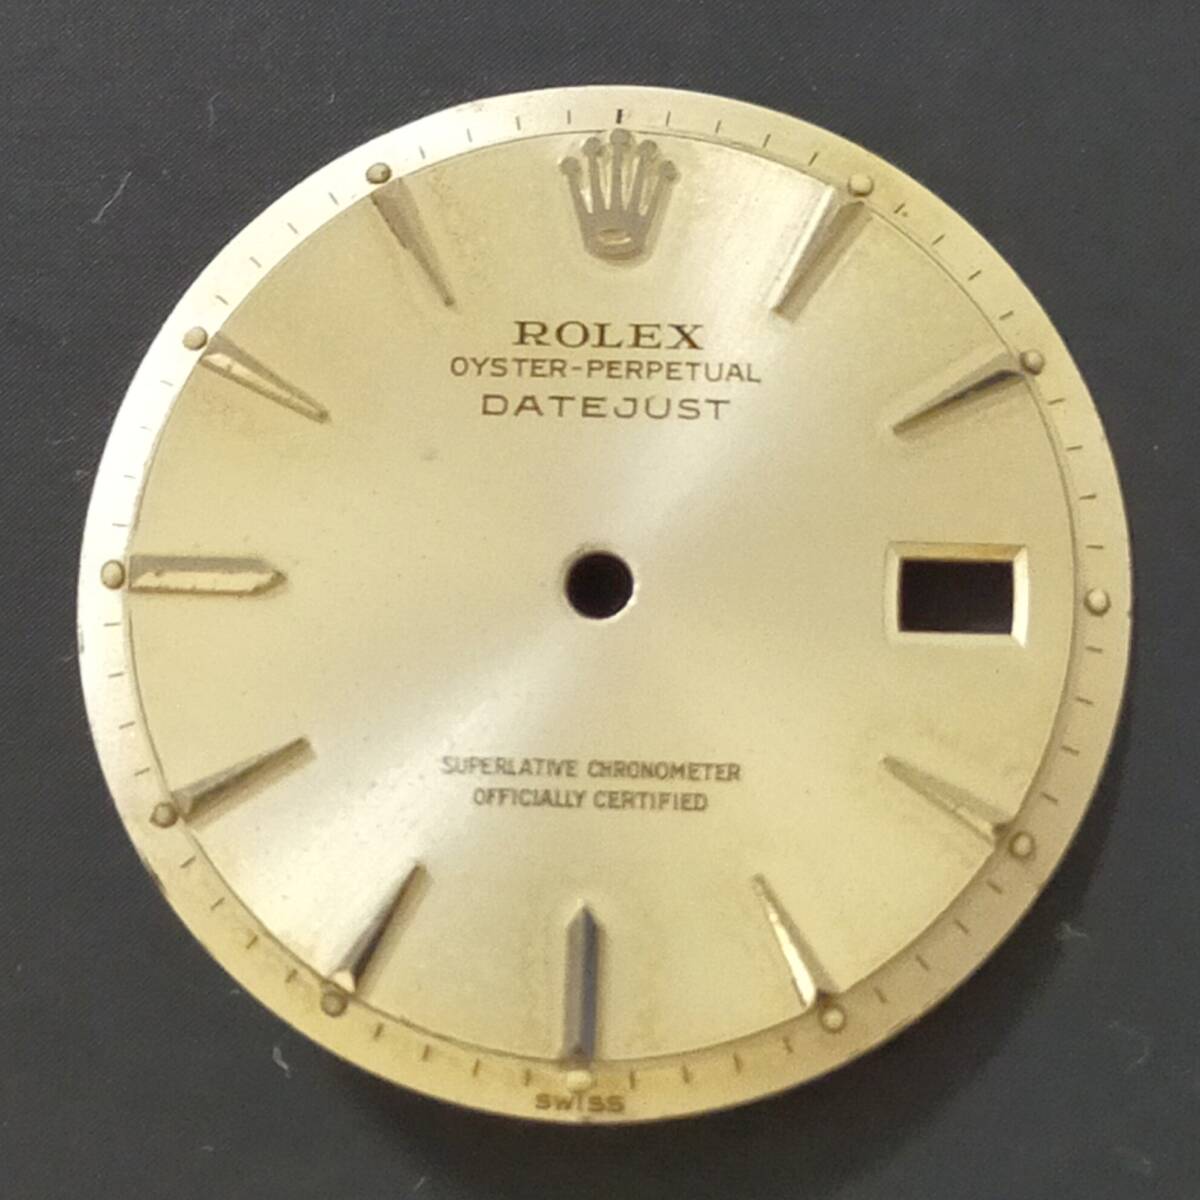 ROLEX
OYSTER-PERPETUAL
DATEJUST
SUPERLATIVE CHRONOMETER
OFFICIALLY CERTIFIED
SWISS